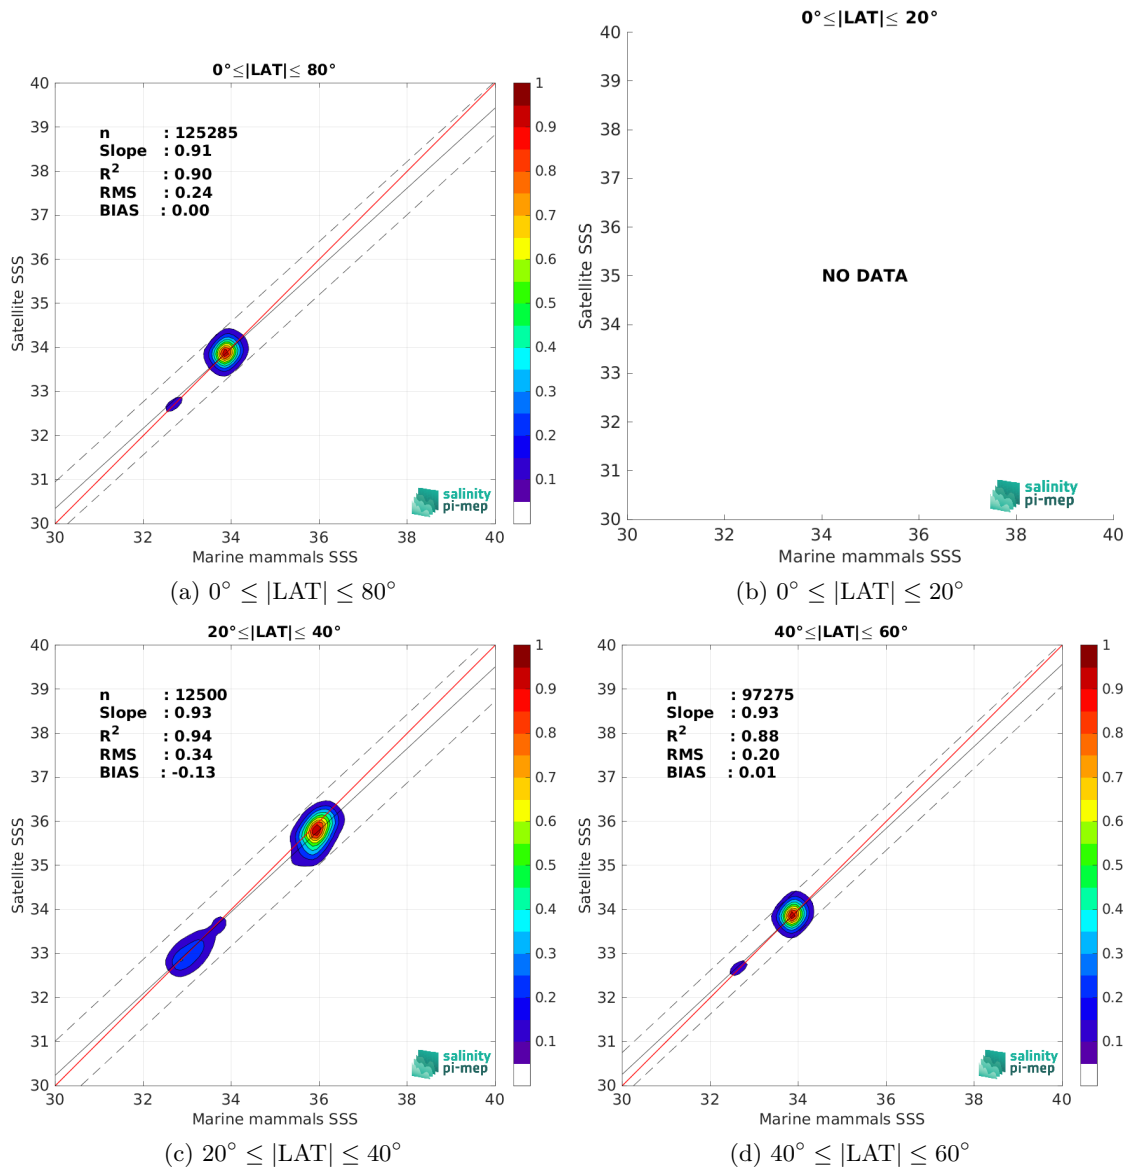 0°≤|LAT|≤ 80°
n : 125285
Slope : 0.91
R² : 0.90
RMS : 0.24
BIAS : 0.00
40
39
38
37
36
35
34
33
32
31
30
Satellite SSS
30 32 34 36 38 40
Marine mammals SSS
1
0.9
0.8
0.7
0.6
0.5
0.4
0.3
0.2
0.1
salinity
pi-mep
(a) 0° ≤ |LAT| ≤ 80°
0°≤|LAT|≤ 20°
40
39
38
37
36
35
34
33
32
31
30
Satellite SSS
NO DATA
30 32 34 36 38 40
Marine mammals SSS
salinity
pi-mep
(b) 0° ≤ |LAT| ≤ 20°
20°≤|LAT|≤ 40°
n : 12500
Slope : 0.93
R² : 0.94
RMS : 0.34
BIAS : -0.13
40
39
38
37
36
35
34
33
32
31
30
Satellite SSS
30 32 34 36 38 40
Marine mammals SSS
1
0.9
0.8
0.7
0.6
0.5
0.4
0.3
0.2
0.1
salinity
pi-mep
(c) 20° ≤ |LAT| ≤ 40°
40°≤|LAT|≤ 60°
n : 97275
Slope : 0.93
R² : 0.88
RMS : 0.20
BIAS : 0.01
40
39
38
37
36
35
34
33
32
31
30
Satellite SSS
30 32 34 36 38 40
Marine mammals SSS
1
0.9
0.8
0.7
0.6
0.5
0.4
0.3
0.2
0.1
salinity
pi-mep
(d) 40° ≤ |LAT| ≤ 60°